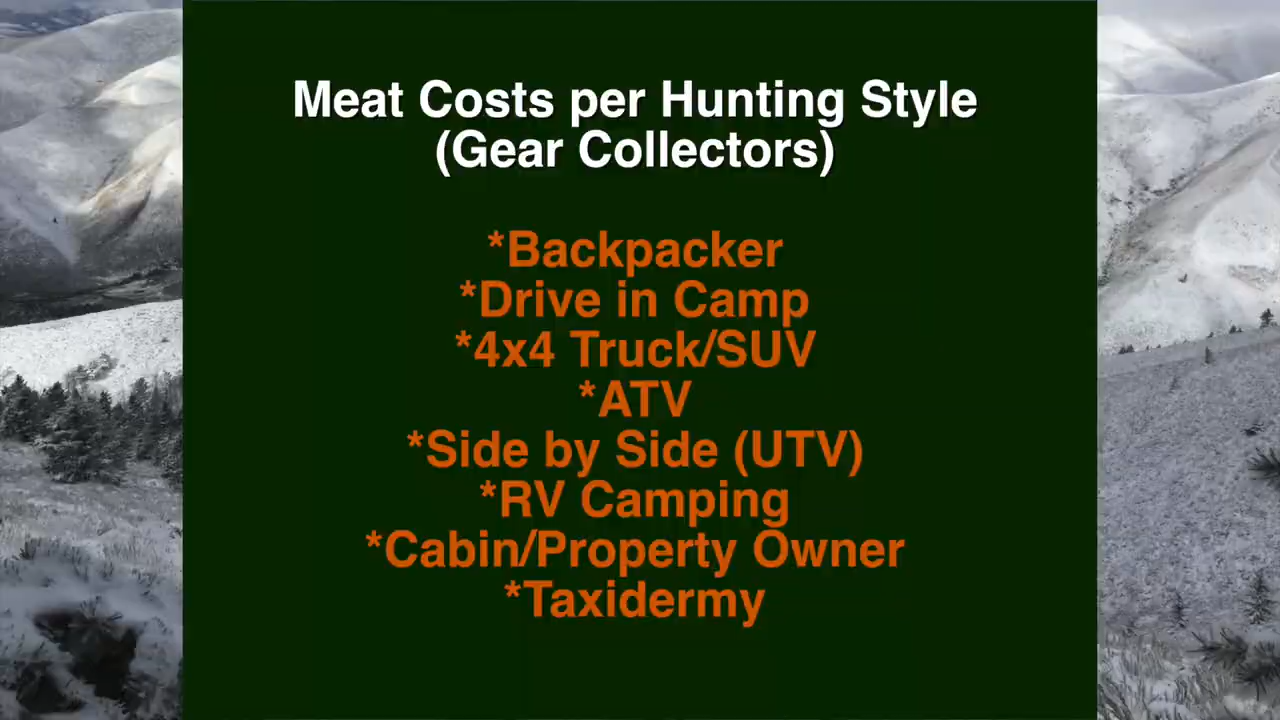 Meat Costs per Hunting Style
(Gear Collectors)
*Backpacker
*Drive in Camp
*4x4 Truck/SUV
*ATV
*Side by Side (UTV)
*RV Camping
*Cabin/Property Owner
*Taxidermy